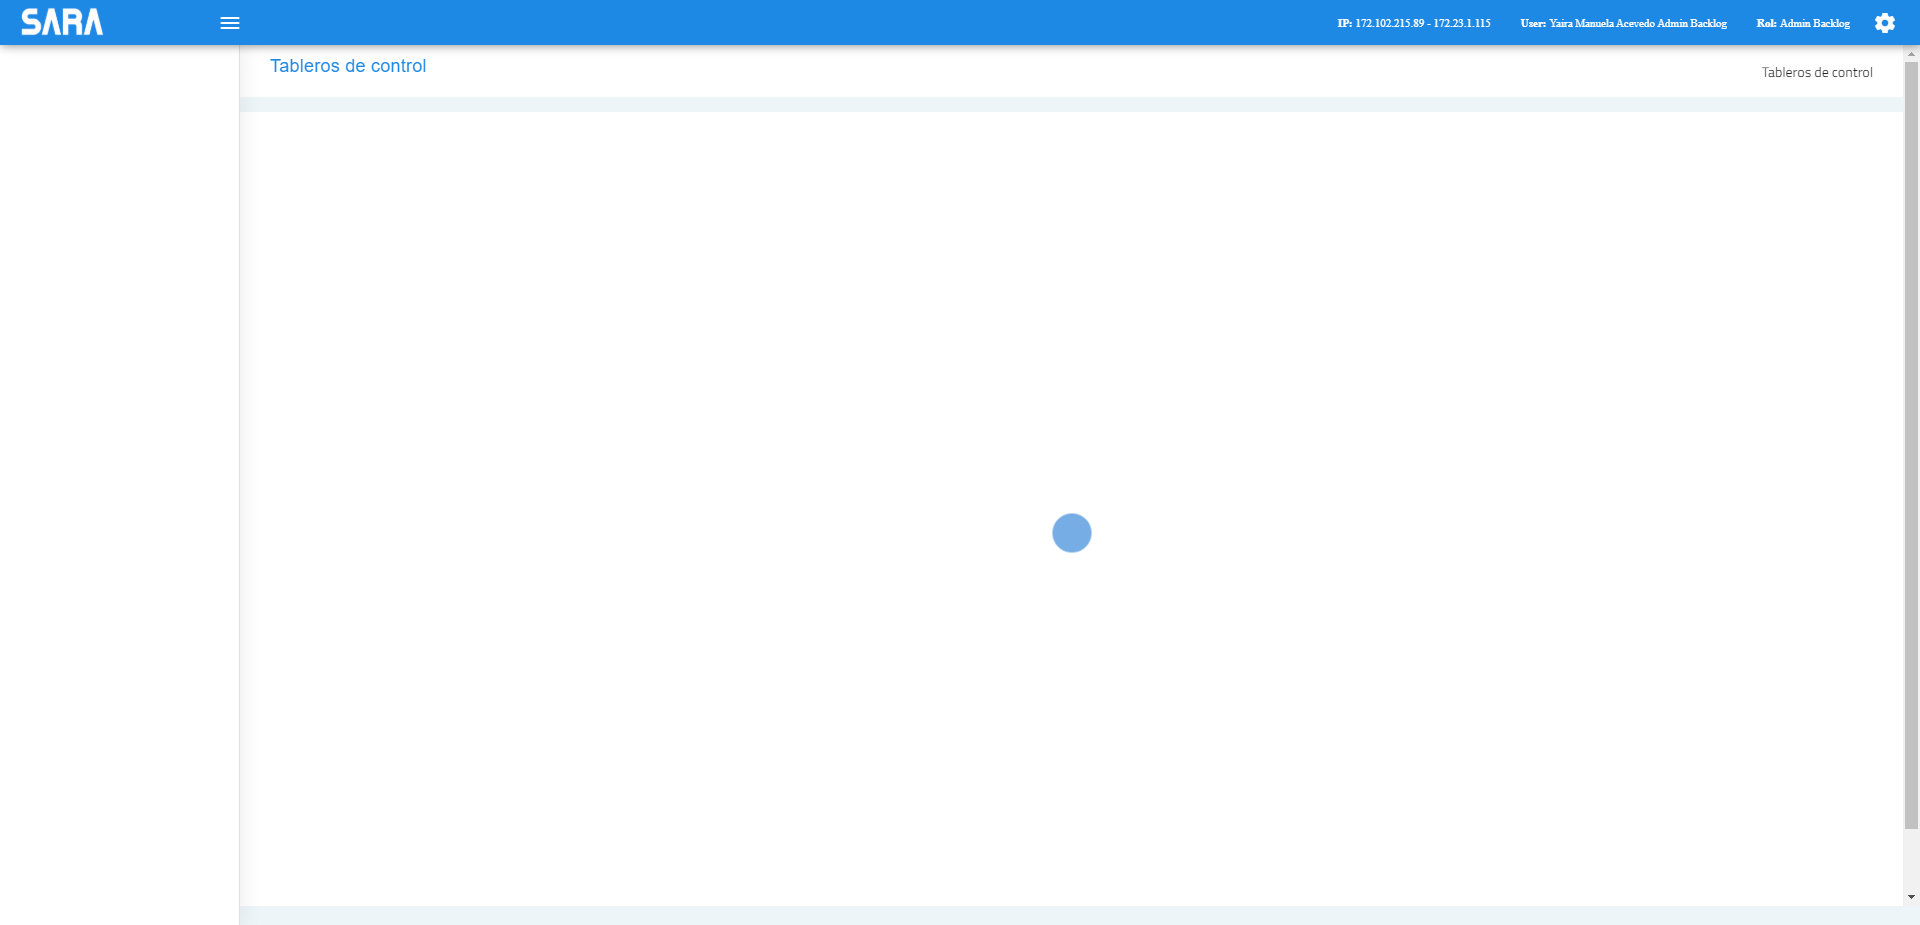 SARA
IP: 172.102.215.89 - 172.23.1.115
User: Yaira Manuela Acevedo Admin Backlog
Rol: Admin Backlog
Tableros de control
Tableros de control